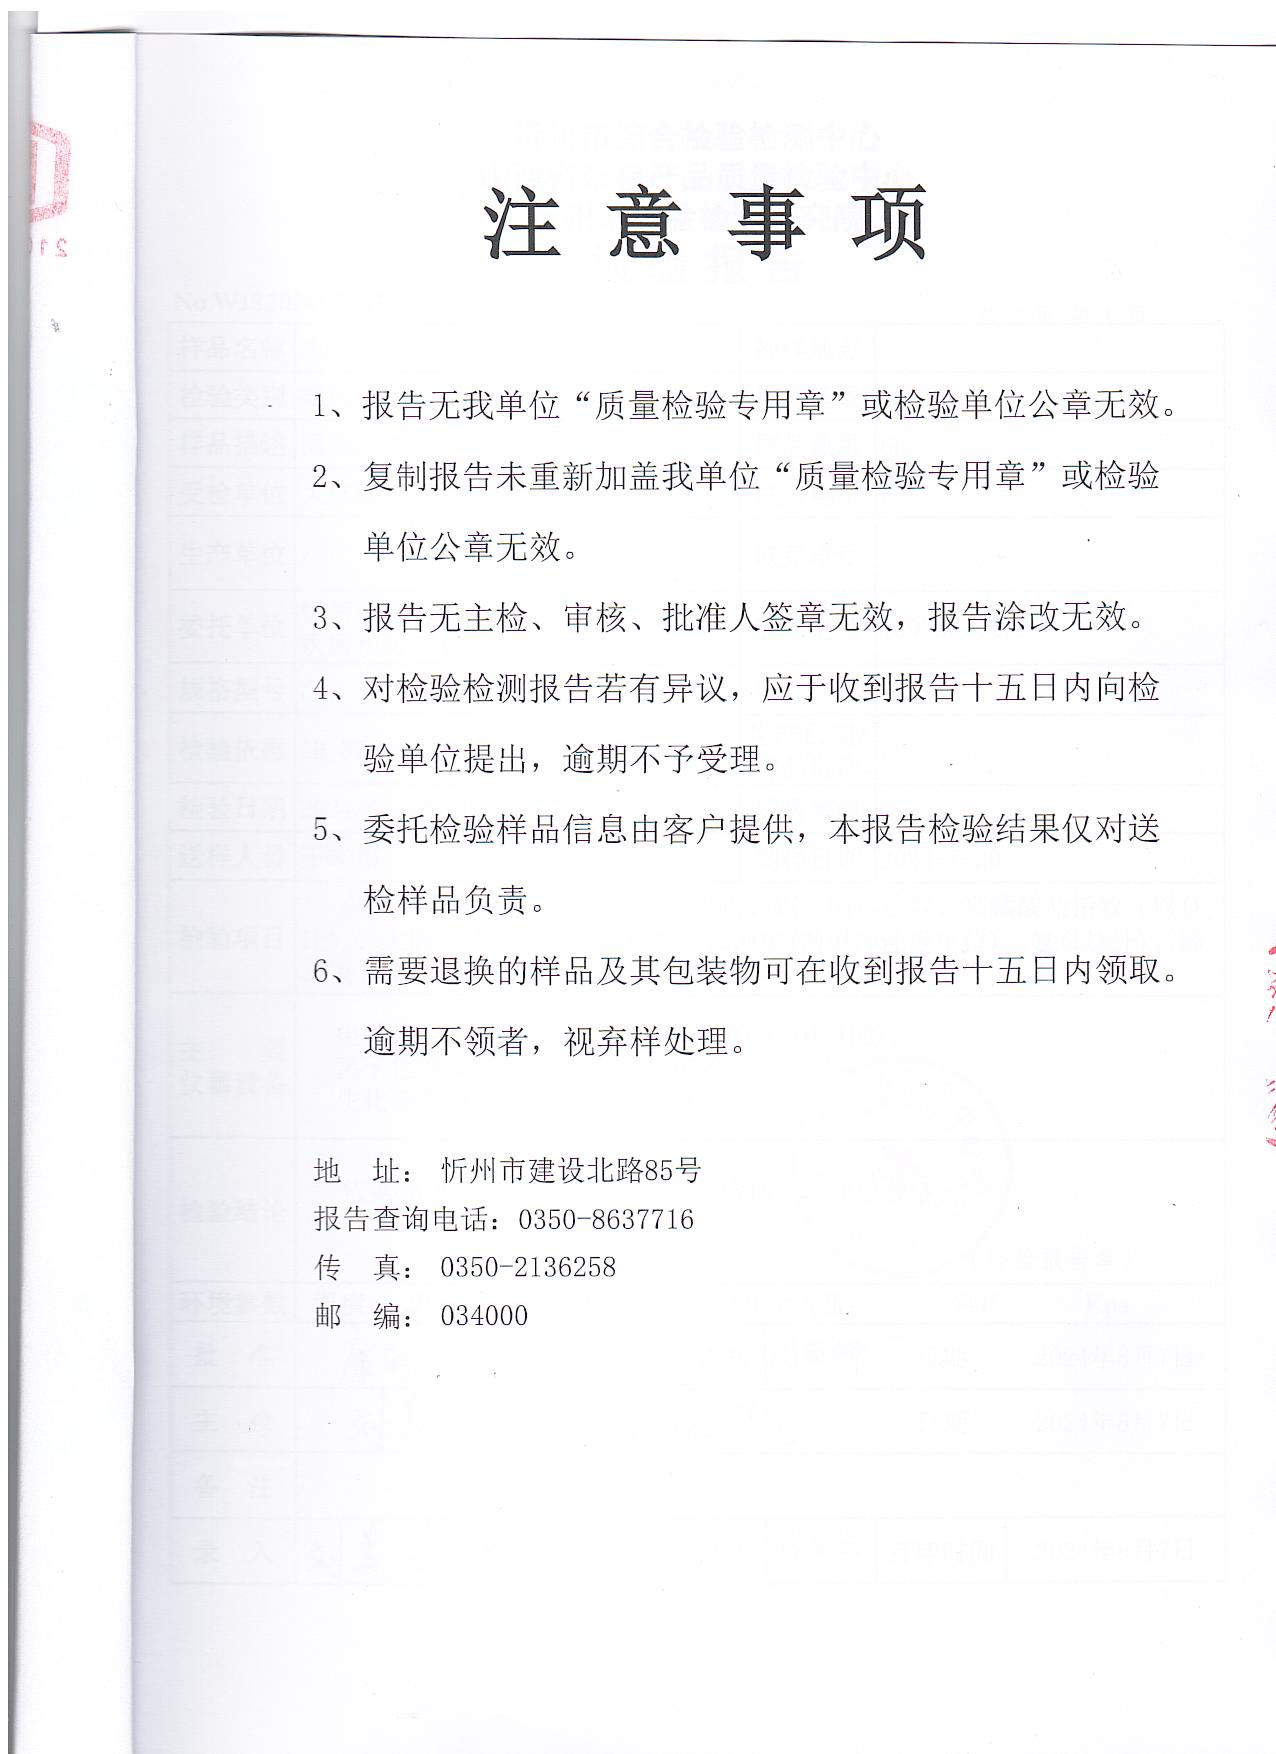 注意事项
1、报告无我单位“质量检验专用章”或检验单位公章无效。
2、复制报告未重新加盖我单位“质量检验专用章”或检验
单位公章无效。
3、报告无主检、审核、批准人签章无效，报告涂改无效。
4、对检验检测报告若有异议，应于收到报告十五日内向检
验单位提出，逾期不予受理。
5、委托检验样品信息由客户提供，本报告检验结果仅对送
检样品负责。
6、需要退换的样品及其包装物可在收到报告十五日内领取。
逾期不领者，视弃样处理。
地　址： 忻州市建设北路85号
报告查询电话：0350-8637716
传　真： 0350-2136258
邮　编： 034000